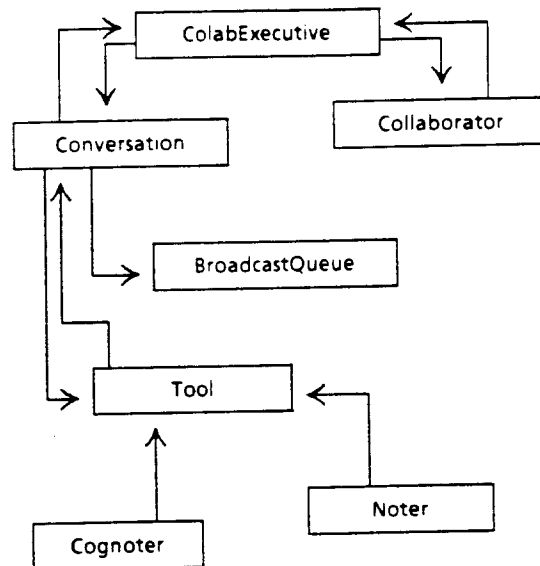 ColabExecutive
Collaborator
Conversation
BroadcastQueue
Tool
Noter
Cognoter